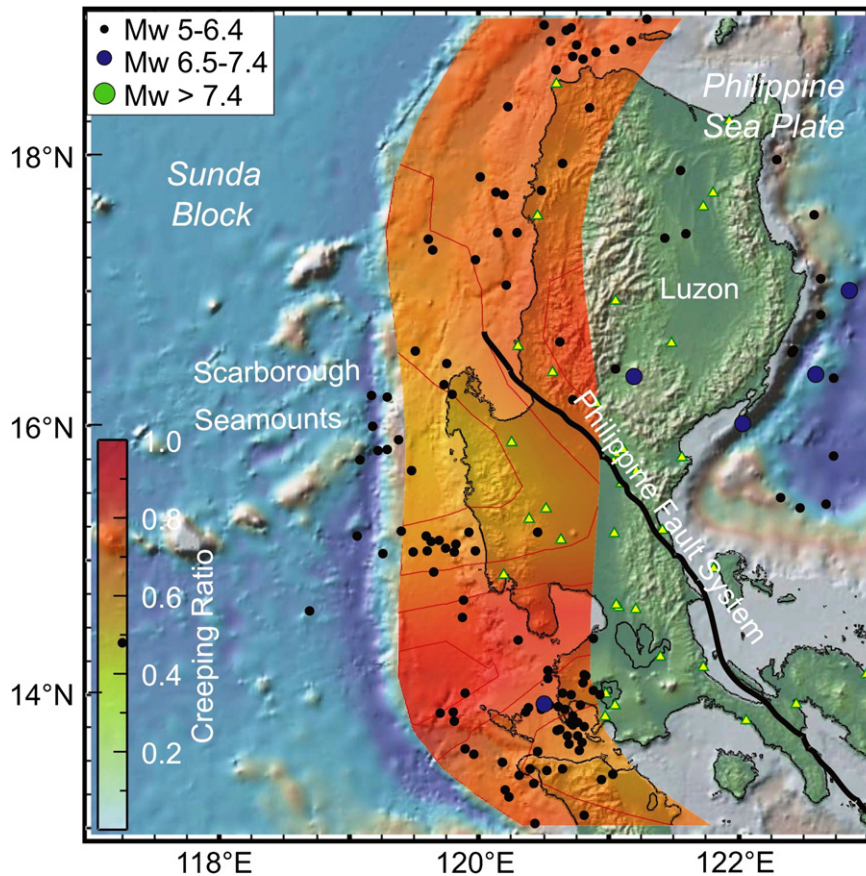 Mw 5-6.4
Mw 6.5-7.4
Mw > 7.4
Philippine
Sea Plate
18°N
Sunda
Block
Luzon
Scarborough
Seamounts
16°N
Philippine Fault System
1.0
0.8
0.6
0.4
0.2
Creeping Ratio
14°N
118°E
120°E
122°E